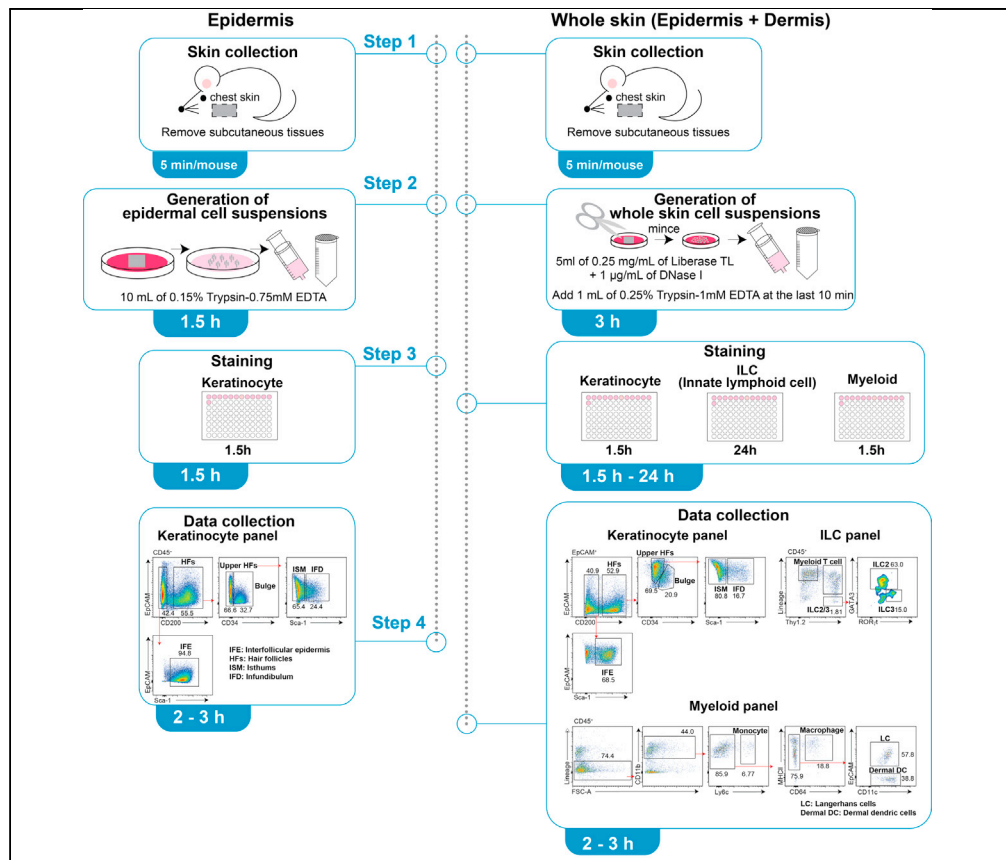 Epidermis
Whole skin (Epidermis + Dermis)
Step 1
Skin collection
chest skin
Remove subcutaneous tissues
5 min/mouse
Skin collection
chest skin
Remove subcutaneous tissues
5 min/mouse
Step 2
Generation of
epidermal cell suspensions
10 mL of 0.15% Trypsin-0.75mM EDTA
1.5 h
Generation of
whole skin cell suspensions
mince
5ml of 0.25 mg/mL of Liberase TL
+ 1 µg/mL of DNase I
Add 1 mL of 0.25% Trypsin-1mM EDTA at the last 10 min
3 h
Step 3
Staining
Keratinocyte
1.5h
1.5 h
Staining
Keratinocyte
ILC
(Innate lymphoid cell)
Myeloid
1.5h
24h
1.5h
1.5 h - 24 h
Step 4
Data collection
Keratinocyte panel
CD45⁻
HFs
EpCAM
42.4 55.5
CD200
Upper HFs
Bulge
66.6 32.7
CD34
ISM IFD
65.4 24.4
Sca-1
IFE
94.8
EpCAM
Sca-1
IFE: Interfollicular epidermis
HFs: Hair follicles
ISM: Isthums
IFD: Infundibulum
2 - 3 h
Data collection
Keratinocyte panel
ILC panel
EpCAM⁺
HFs
40.9 52.9
EpCAM
CD200
Upper HFs
Bulge
69.5 20.9
CD34
ISM IFD
80.8 16.7
Sca-1
CD45⁺
Myeloid T cell
Lineage
ILC2/3 1.81
Thy1.2
ILC2 63.0
GATA3
ILC3 15.0
RORγt
EpCAM
IFE
68.5
Sca-1
Myeloid panel
CD45⁺
Lineage
74.4
FSC-A
44.0
CD11b
Monocyte
85.9 6.77
Ly6c
Macrophage
MHCII
75.9 18.8
CD64
LC
57.8
Dermal DC
38.8
EpCAM
CD11c
LC: Langerhans cells
Dermal DC: Dermal dendric cells
2 - 3 h